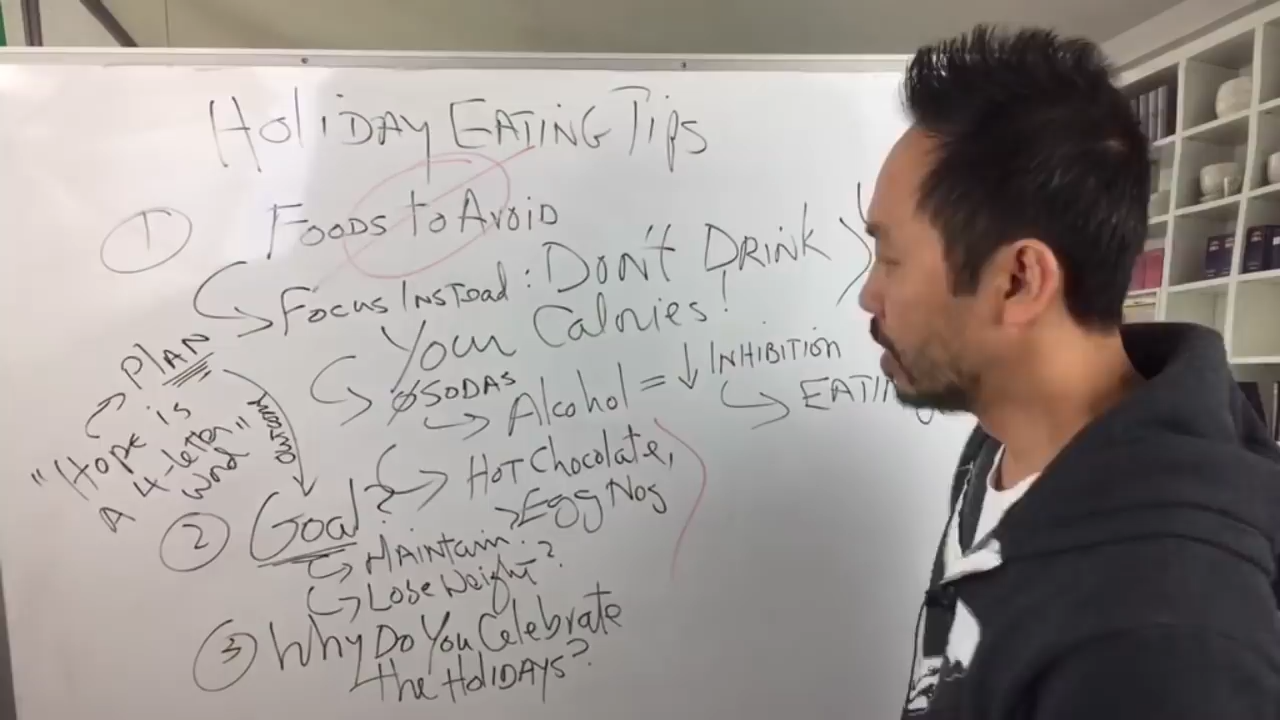 HOLIDAY EATING TIPS
1 FOODS TO AVOID
FOCUS INSTEAD: DON'T DRINK
YOUR CALORIES!
PLAN
ØSODAS
Alcohol = ↓ INHIBITION
EATIN
"HOPE is
A 4-letter"
word
OUTCOME
HOT CHOCOLATE,
Egg Nog
2 GOAL?
MAINTAIN?
LOSE WEIGHT?
3 WHY DO YOU CELEBRATE
the HOLIDAYS?